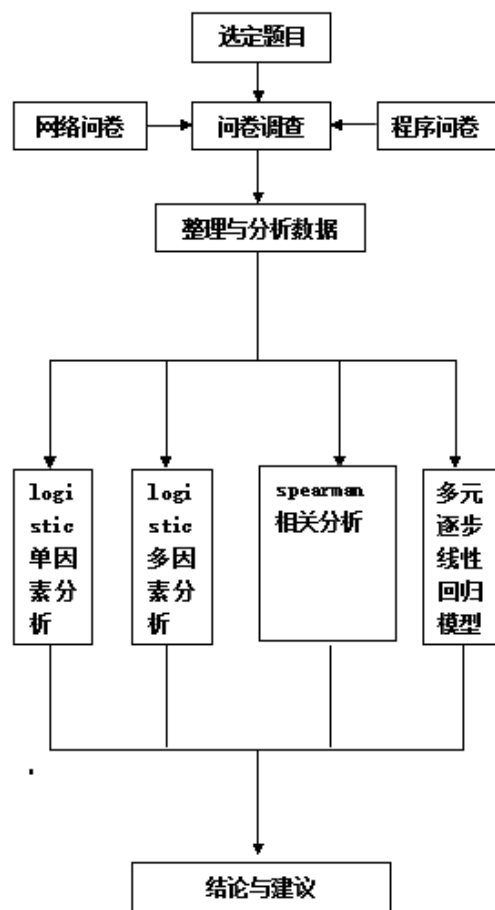 选定题目
网络问卷
问卷调查
程序问卷
整理与分析数据
logi
stic
单因
素分
析
logi
stic
多因
素分
析
spearman
相关分析
多元
逐步
线性
回归
模型
结论与建议